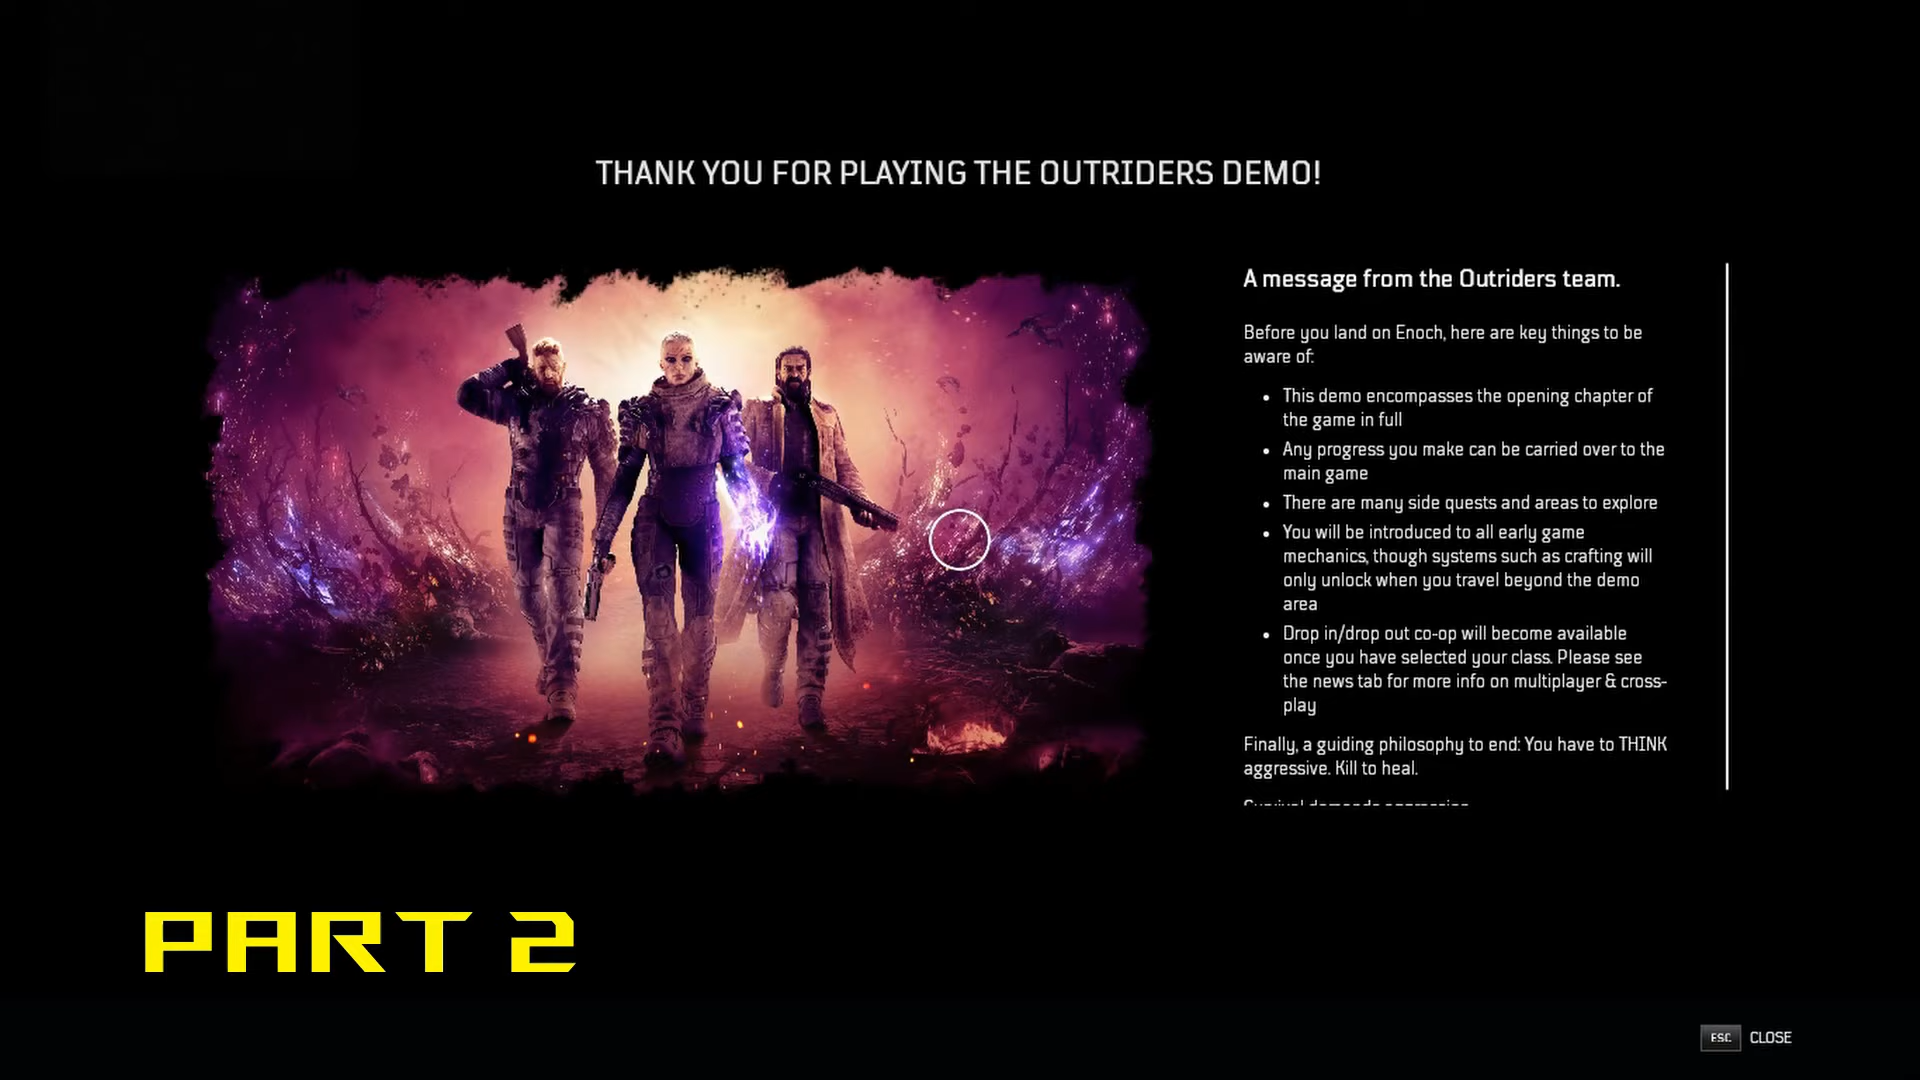 THANK YOU FOR PLAYING THE OUTRIDERS DEMO!
A message from the Outriders team.
Before you land on Enoch, here are key things to be
aware of:
• This demo encompasses the opening chapter of
the game in full
• Any progress you make can be carried over to the
main game
• There are many side quests and areas to explore
• You will be introduced to all early game
mechanics, though systems such as crafting will
only unlock when you travel beyond the demo
area
• Drop in/drop out co-op will become available
once you have selected your class. Please see
the news tab for more info on multiplayer & cross-
play
Finally, a guiding philosophy to end: You have to THINK
aggressive. Kill to heal.
Survival demands aggression
PART 2
ESC CLOSE